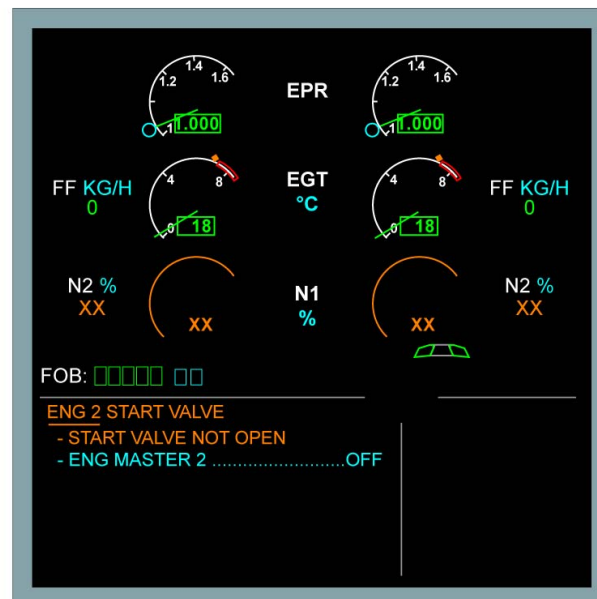 1.2 1.4 1.6 EPR 1.2 1.4 1.6
1 1.000 1 1.000
FF KG/H 4 8 EGT 4 8 FF KG/H
0 °C 0
0 18 0 18
N2 % N1 N2 %
XX XX % XX XX
FOB:
ENG 2 START VALVE
- START VALVE NOT OPEN
- ENG MASTER 2 ..........................OFF